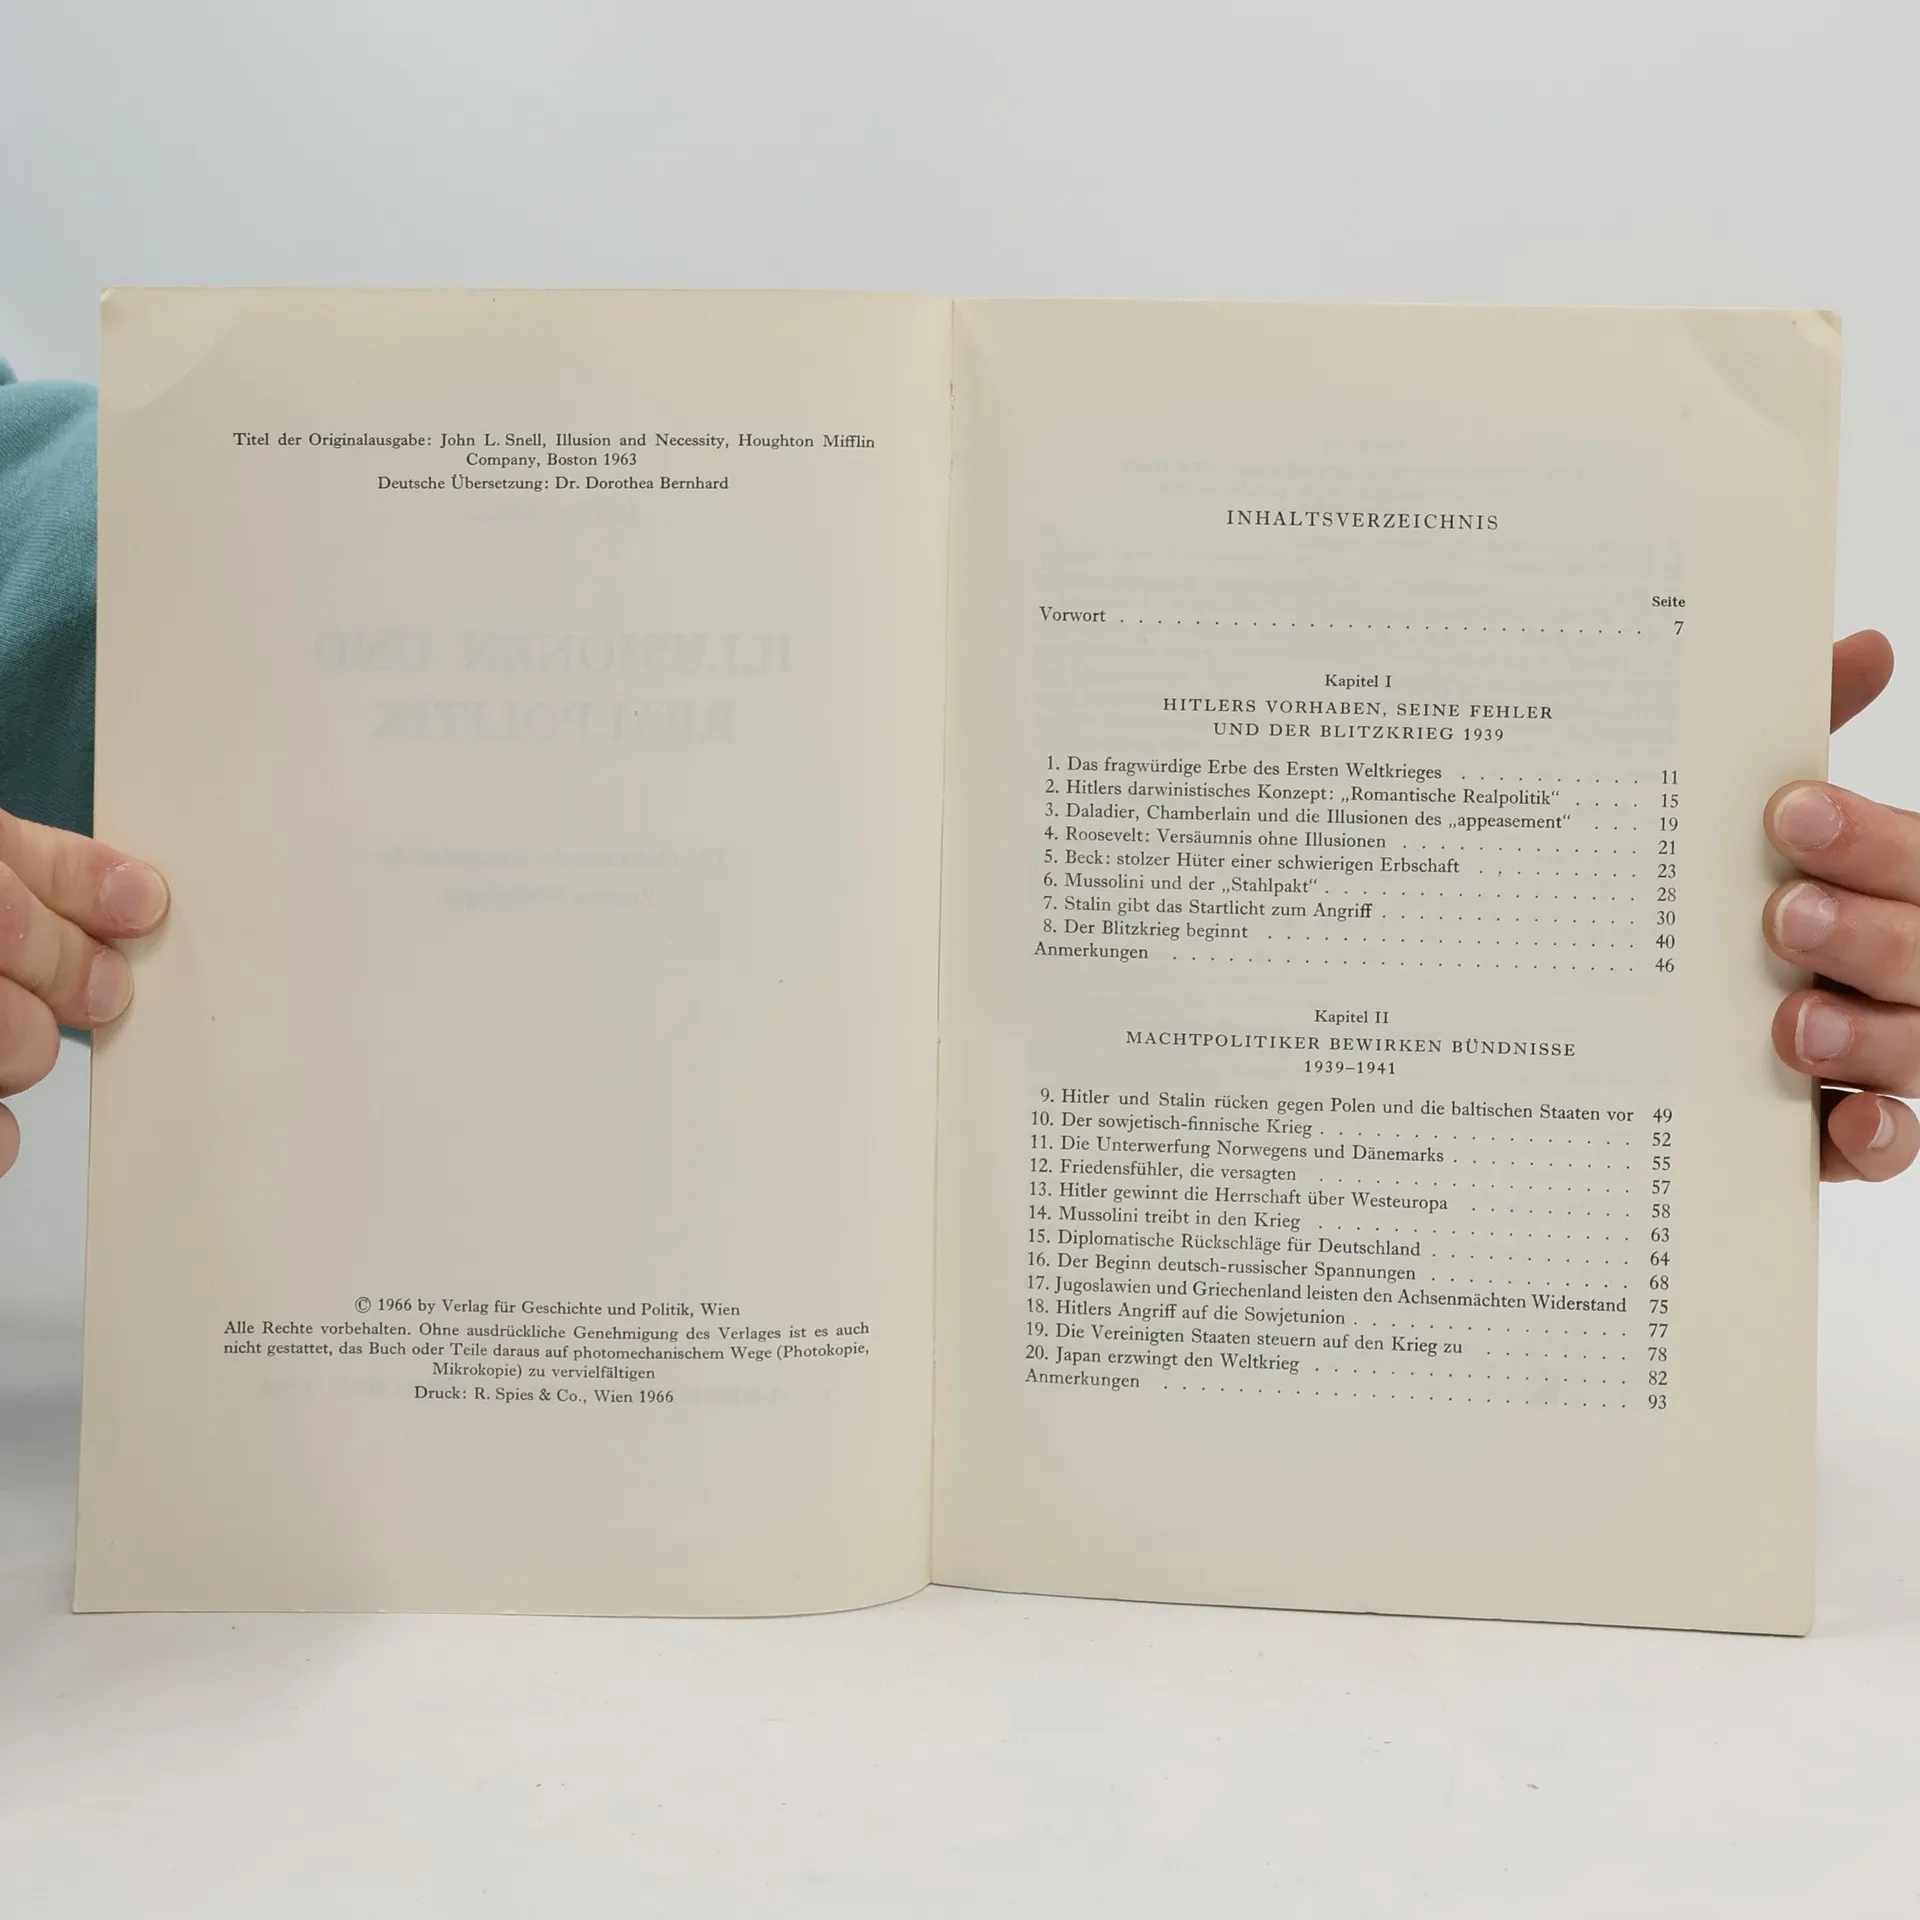 Titel der Originalausgabe: John L. Snell, Illusion and Necessity, Houghton Mifflin
Company, Boston 1963
Deutsche Übersetzung: Dr. Dorothea Bernhard
ILLUSIONEN UND
REALPOLITIK
© 1966 by Verlag für Geschichte und Politik, Wien
Alle Rechte vorbehalten. Ohne ausdrückliche Genehmigung des Verlages ist es auch
nicht gestattet, das Buch oder Teile daraus auf photomechanischem Wege (Photokopie,
Mikrokopie) zu vervielfältigen
Druck: R. Spies & Co., Wien 1966
INHALTSVERZEICHNIS
Seite
Vorwort . . . . . . . . . . . . . . . . . . . . . . . . . . . . 7
Kapitel I
HITLERS VORHABEN, SEINE FEHLER
UND DER BLITZKRIEG 1939
1. Das fragwürdige Erbe des Ersten Weltkrieges . . . . . . . . . . 11
2. Hitlers darwinistisches Konzept: „Romantische Realpolitik“ . . . . 15
3. Daladier, Chamberlain und die Illusionen des „appeasement“ . . . 19
4. Roosevelt: Versäumnis ohne Illusionen . . . . . . . . . . . . . 21
5. Beck: stolzer Hüter einer schwierigen Erbschaft . . . . . . . . . 23
6. Mussolini und der „Stahlpakt“ . . . . . . . . . . . . . . . . . 28
7. Stalin gibt das Startlicht zum Angriff . . . . . . . . . . . . . . 30
8. Der Blitzkrieg beginnt . . . . . . . . . . . . . . . . . . . . 40
Anmerkungen . . . . . . . . . . . . . . . . . . . . . . . . . 46
Kapitel II
MACHTPOLITIKER BEWIRKEN BÜNDNISSE
1939–1941
9. Hitler und Stalin rücken gegen Polen und die baltischen Staaten vor 49
10. Der sowjetisch-finnische Krieg . . . . . . . . . . . . . . . . . 52
11. Die Unterwerfung Norwegens und Dänemarks . . . . . . . . . . 55
12. Friedensfühler, die versagten . . . . . . . . . . . . . . . . . 57
13. Hitler gewinnt die Herrschaft über Westeuropa . . . . . . . . . 58
14. Mussolini treibt in den Krieg . . . . . . . . . . . . . . . . . 63
15. Diplomatische Rückschläge für Deutschland . . . . . . . . . . . 64
16. Der Beginn deutsch-russischer Spannungen . . . . . . . . . . . 68
17. Jugoslawien und Griechenland leisten den Achsenmächten Widerstand 75
18. Hitlers Angriff auf die Sowjetunion . . . . . . . . . . . . . . . 77
19. Die Vereinigten Staaten steuern auf den Krieg zu . . . . . . . . 78
20. Japan erzwingt den Weltkrieg . . . . . . . . . . . . . . . . . 82
Anmerkungen . . . . . . . . . . . . . . . . . . . . . . . . . 93